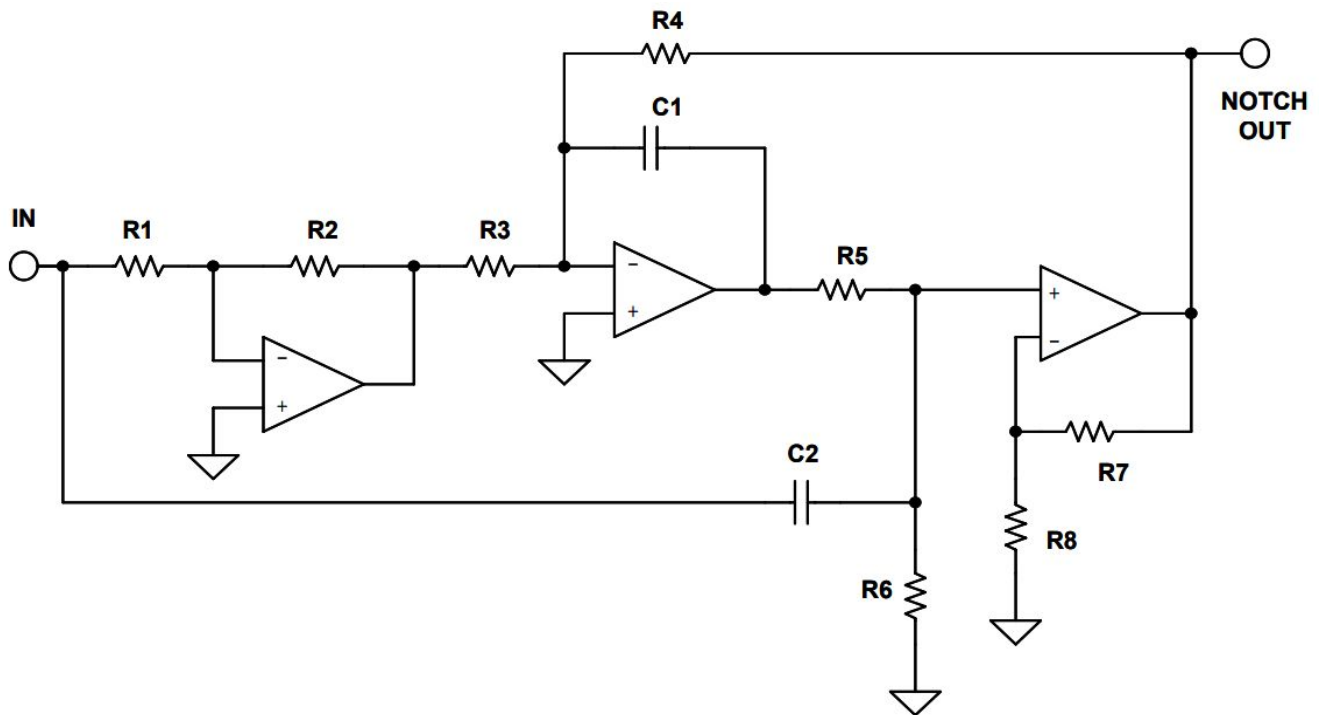 R4
C1
NOTCH
OUT
IN
R1
R2
R3
R5
−
+
−
+
+
−
C2
R7
R8
R6